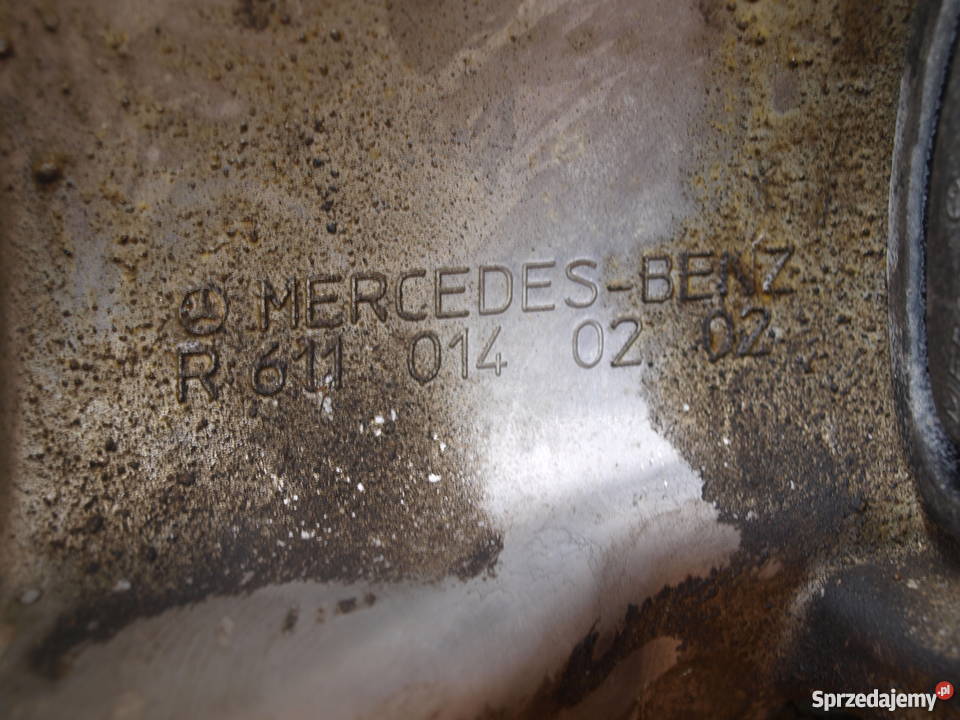 MERCEDES-BENZ
R 611 014 02 02
Sprzedajemy.pl